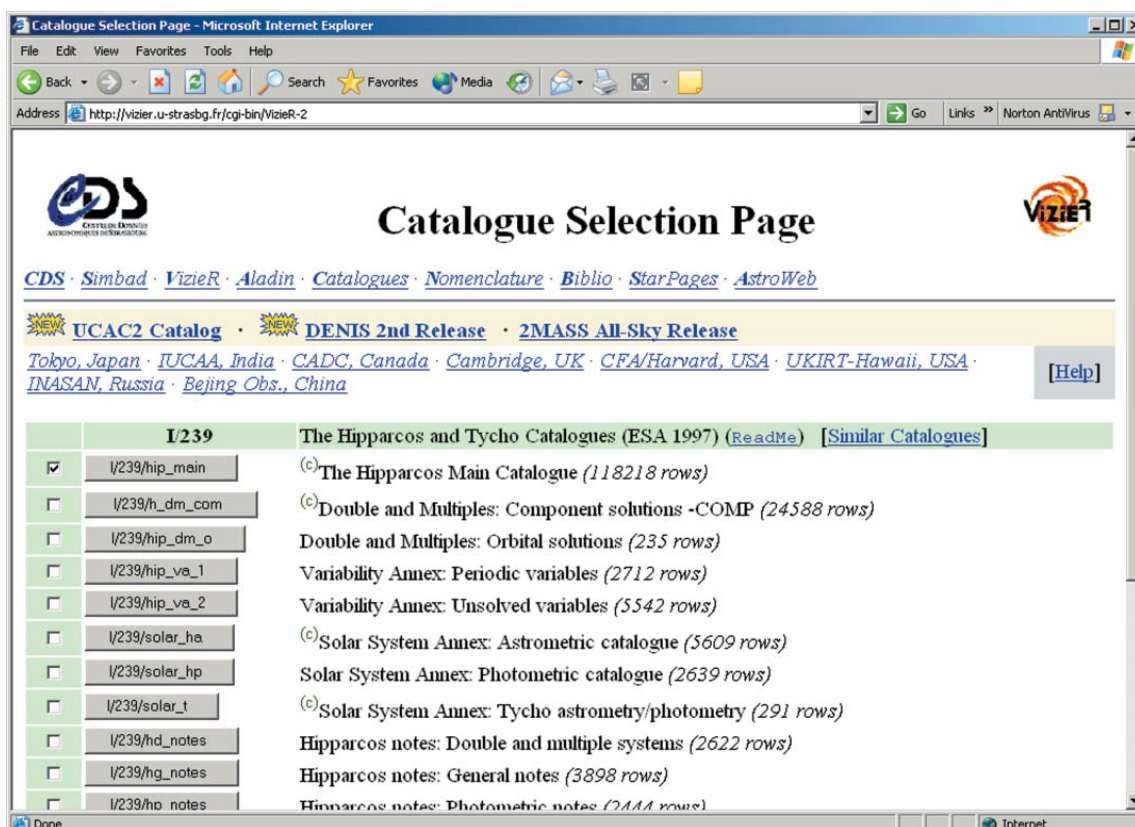 Catalogue Selection Page - Microsoft Internet Explorer
File Edit View Favorites Tools Help
Back Search Favorites Media
Address http://vizier.u-strasbg.fr/cgi-bin/VizieR-2 Go Links » Norton AntiVirus
CDS
CENTRE DE DONNÉES
ASTRONOMIQUES DE STRASBOURG
Catalogue Selection Page
VizieR
CDS · Simbad · VizieR · Aladin · Catalogues · Nomenclature · Biblio · StarPages · AstroWeb
NEW UCAC2 Catalog · NEW DENIS 2nd Release · 2MASS All-Sky Release
Tokyo, Japan · IUCAA, India · CADC, Canada · Cambridge, UK · CFA/Harvard, USA · UKIRT-Hawaii, USA ·
INASAN, Russia · Bejing Obs., China
[Help]
I/239 The Hipparcos and Tycho Catalogues (ESA 1997) (ReadMe) [Similar Catalogues]
I/239/hip_main (c)The Hipparcos Main Catalogue (118218 rows)
I/239/h_dm_com (c)Double and Multiples: Component solutions -COMP (24588 rows)
I/239/hip_dm_o Double and Multiples: Orbital solutions (235 rows)
I/239/hip_va_1 Variability Annex: Periodic variables (2712 rows)
I/239/hip_va_2 Variability Annex: Unsolved variables (5542 rows)
I/239/solar_ha (c)Solar System Annex: Astrometric catalogue (5609 rows)
I/239/solar_hp Solar System Annex: Photometric catalogue (2639 rows)
I/239/solar_t (c)Solar System Annex: Tycho astrometry/photometry (291 rows)
I/239/hd_notes Hipparcos notes: Double and multiple systems (2622 rows)
I/239/hg_notes Hipparcos notes: General notes (3898 rows)
I/239/hp_notes Hipparcos notes: Photometric notes (2444 rows)
Done Internet